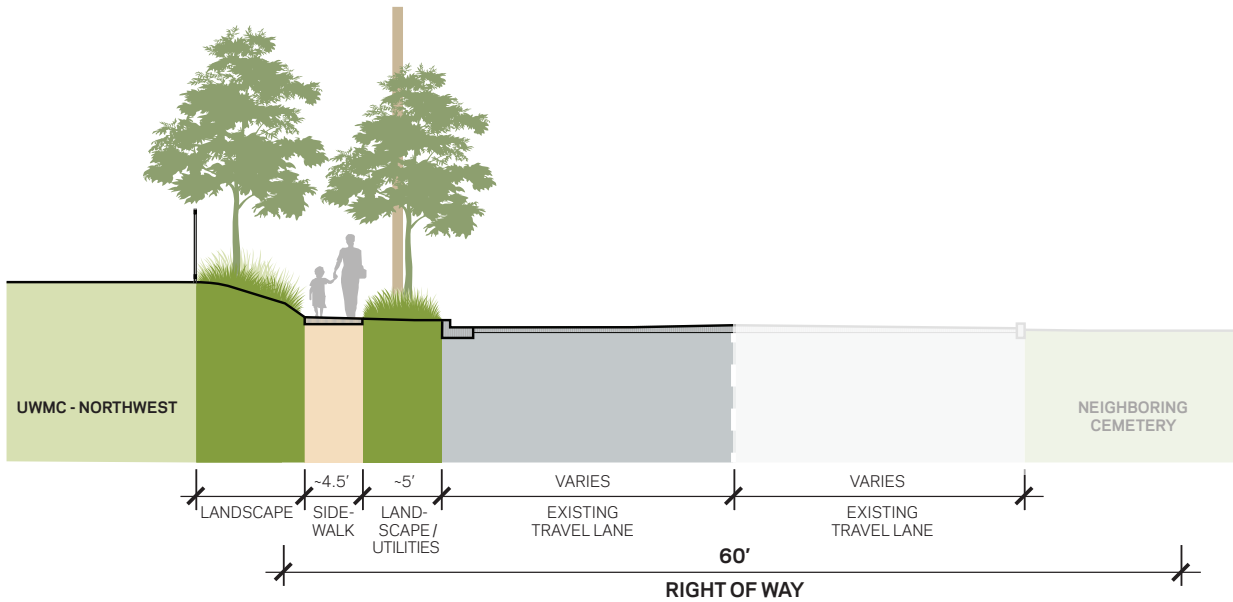 UWMC - NORTHWEST
NEIGHBORING
CEMETERY
~4.5′
~5′
VARIES
VARIES
LANDSCAPE
SIDE-
WALK
LAND-
SCAPE/
UTILITIES
EXISTING
TRAVEL LANE
EXISTING
TRAVEL LANE
60′
RIGHT OF WAY